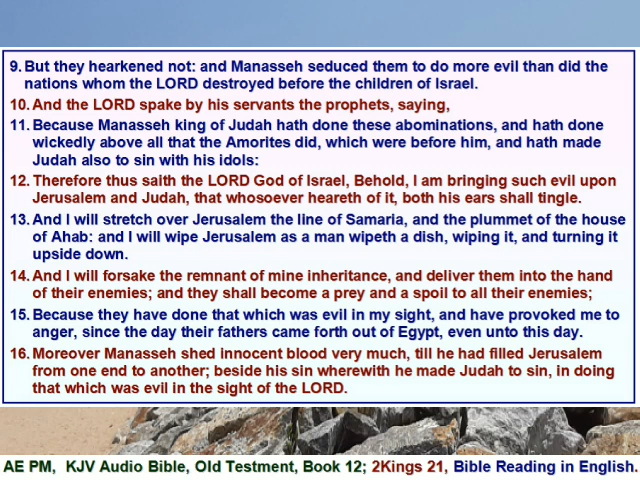 9. But they hearkened not: and Manasseh seduced them to do more evil than did the
nations whom the LORD destroyed before the children of Israel.
10. And the LORD spake by his servants the prophets, saying,
11. Because Manasseh king of Judah hath done these abominations, and hath done
wickedly above all that the Amorites did, which were before him, and hath made
Judah also to sin with his idols:
12. Therefore thus saith the LORD God of Israel, Behold, I am bringing such evil upon
Jerusalem and Judah, that whosoever heareth of it, both his ears shall tingle.
13. And I will stretch over Jerusalem the line of Samaria, and the plummet of the house
of Ahab: and I will wipe Jerusalem as a man wipeth a dish, wiping it, and turning it
upside down.
14. And I will forsake the remnant of mine inheritance, and deliver them into the hand
of their enemies; and they shall become a prey and a spoil to all their enemies;
15. Because they have done that which was evil in my sight, and have provoked me to
anger, since the day their fathers came forth out of Egypt, even unto this day.
16. Moreover Manasseh shed innocent blood very much, till he had filled Jerusalem
from one end to another; beside his sin wherewith he made Judah to sin, in doing
that which was evil in the sight of the LORD.
AE PM, KJV Audio Bible, Old Testment, Book 12; 2Kings 21, Bible Reading in English.